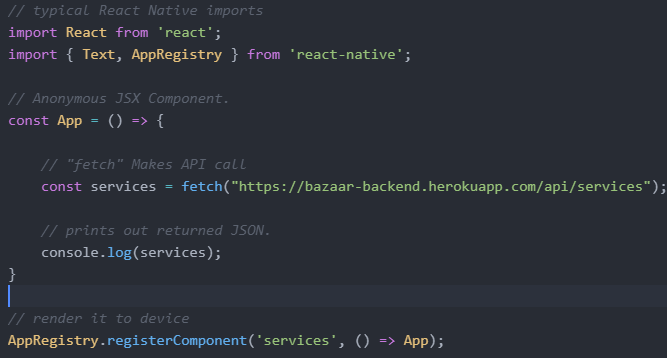 // typical React Native imports
import React from 'react';
import { Text, AppRegistry } from 'react-native';
// Anonymous JSX Component.
const App = () => {
// "fetch" Makes API call
const services = fetch("https://bazaar-backend.herokuapp.com/api/services");
// prints out returned JSON.
console.log(services);
}
// render it to device
AppRegistry.registerComponent('services', () => App);